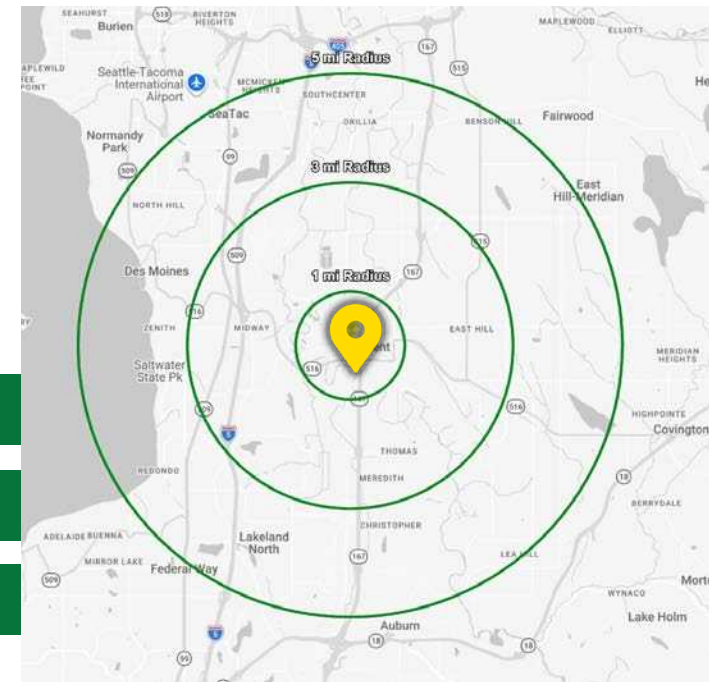 SEAHURST
518
RIVERTON
HEIGHTS
Burien
405
5 mi Radius
167
MAPLEWOOD
ELLIOTT
515
Seattle-Tacoma
International
Airport
MCMICKEN
HEIGHTS
SOUTHCENTER
SeaTac
ORILLIA
BENSON HILL
Fairwood
Normandy
Park
99
509
3 mi Radius
East
Hill-Meridian
NORTH HILL
515
509
Des Moines
1 mi Radius
167
516
ZENITH
MIDWAY
EAST HILL
Saltwater
State Pk
516
MERIDIAN
HEIGHTS
167
509
516
HIGHPOINTE
Covington
5
THOMAS
REDONDO
MEREDITH
18
BERRYDALE
CHRISTOPHER
ADELAIDE
BUENNA
Lakeland
North
MIRROR LAKE
Federal Way
167
LEA HILL
509
WYNACO
Lake Holm
5
Auburn
18
18
99